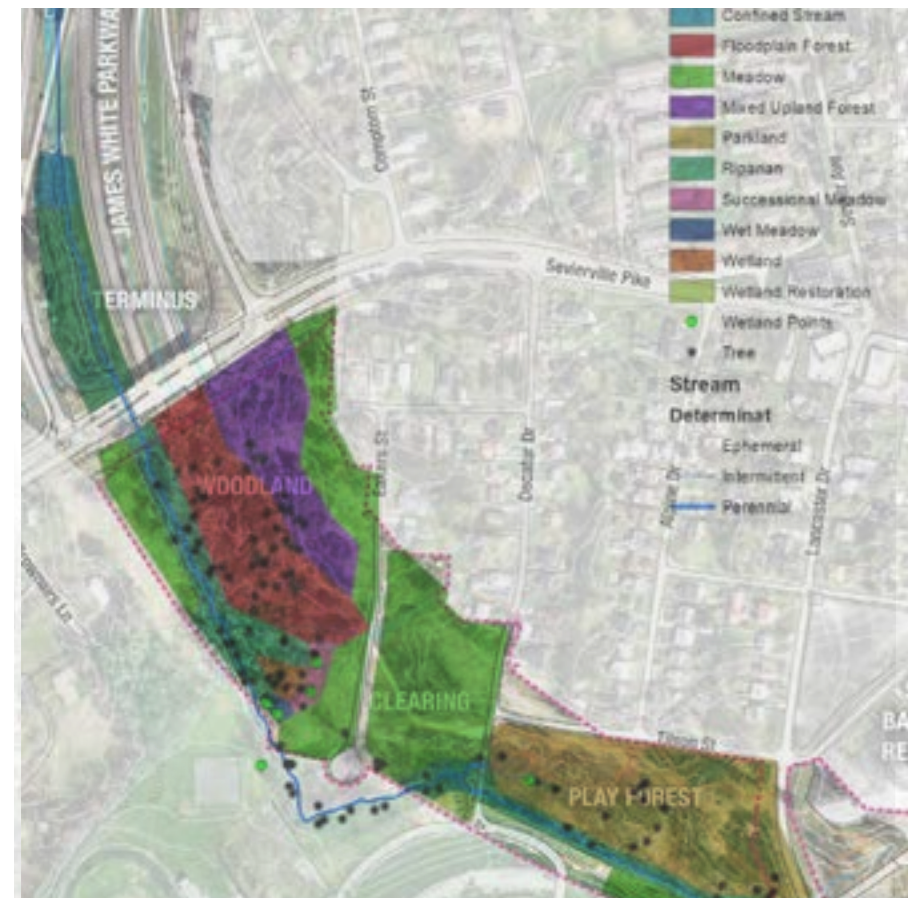 JAMES WHITE PARKWAY
Confined Stream
Floodplain Forest
Meadow
Mixed Upland Forest
Parkland
Riparian
Successional Meadow
Wet Meadow
Wetland
Wetland Restoration
Wetland Points
Tree
Stream
Determinat
Ephemeral
Intermittent
Perennial
TERMINUS
Sevierville Pike
WOODLAND
Decatur Dr
Lancaster Dr
CLEARING
PLAY FOREST
BA
RE